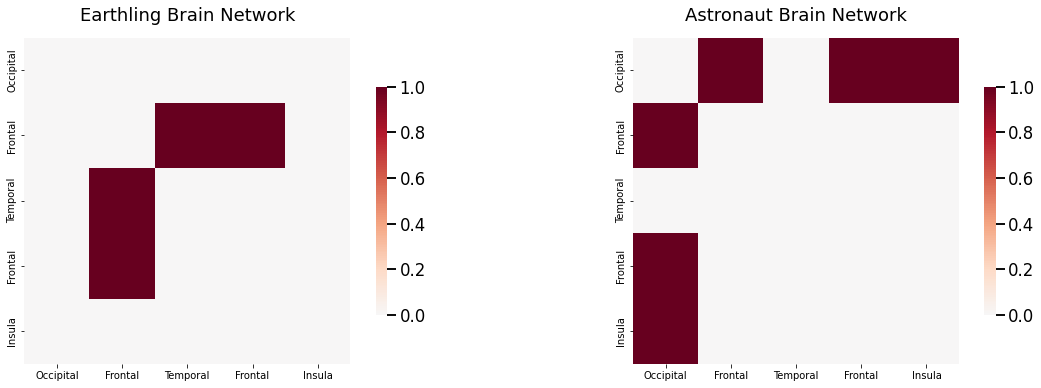 Earthling Brain Network
Occipital
Frontal
Temporal
Frontal
Insula
Occipital Frontal Temporal Frontal Insula
1.0
0.8
0.6
0.4
0.2
0.0
Astronaut Brain Network
Occipital
Frontal
Temporal
Frontal
Insula
Occipital Frontal Temporal Frontal Insula
1.0
0.8
0.6
0.4
0.2
0.0